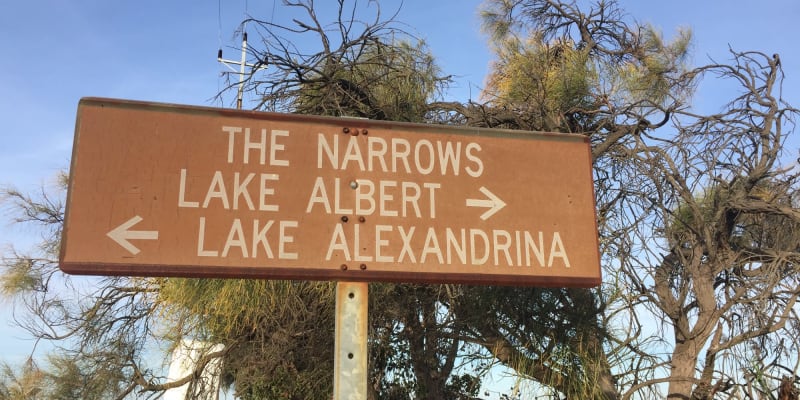 THE NARROWS
LAKE ALBERT →
← LAKE ALEXANDRINA